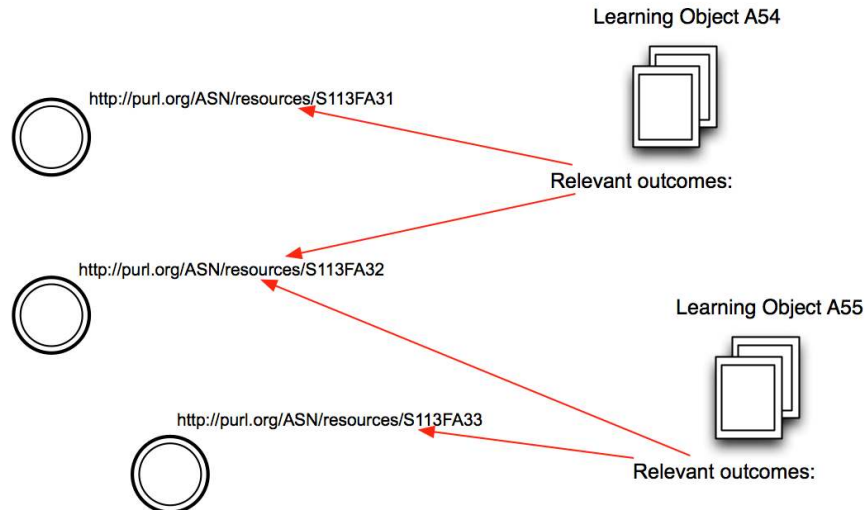 Learning Object A54
http://purl.org/ASN/resources/S113FA31
Relevant outcomes:
http://purl.org/ASN/resources/S113FA32
Learning Object A55
http://purl.org/ASN/resources/S113FA33
Relevant outcomes: